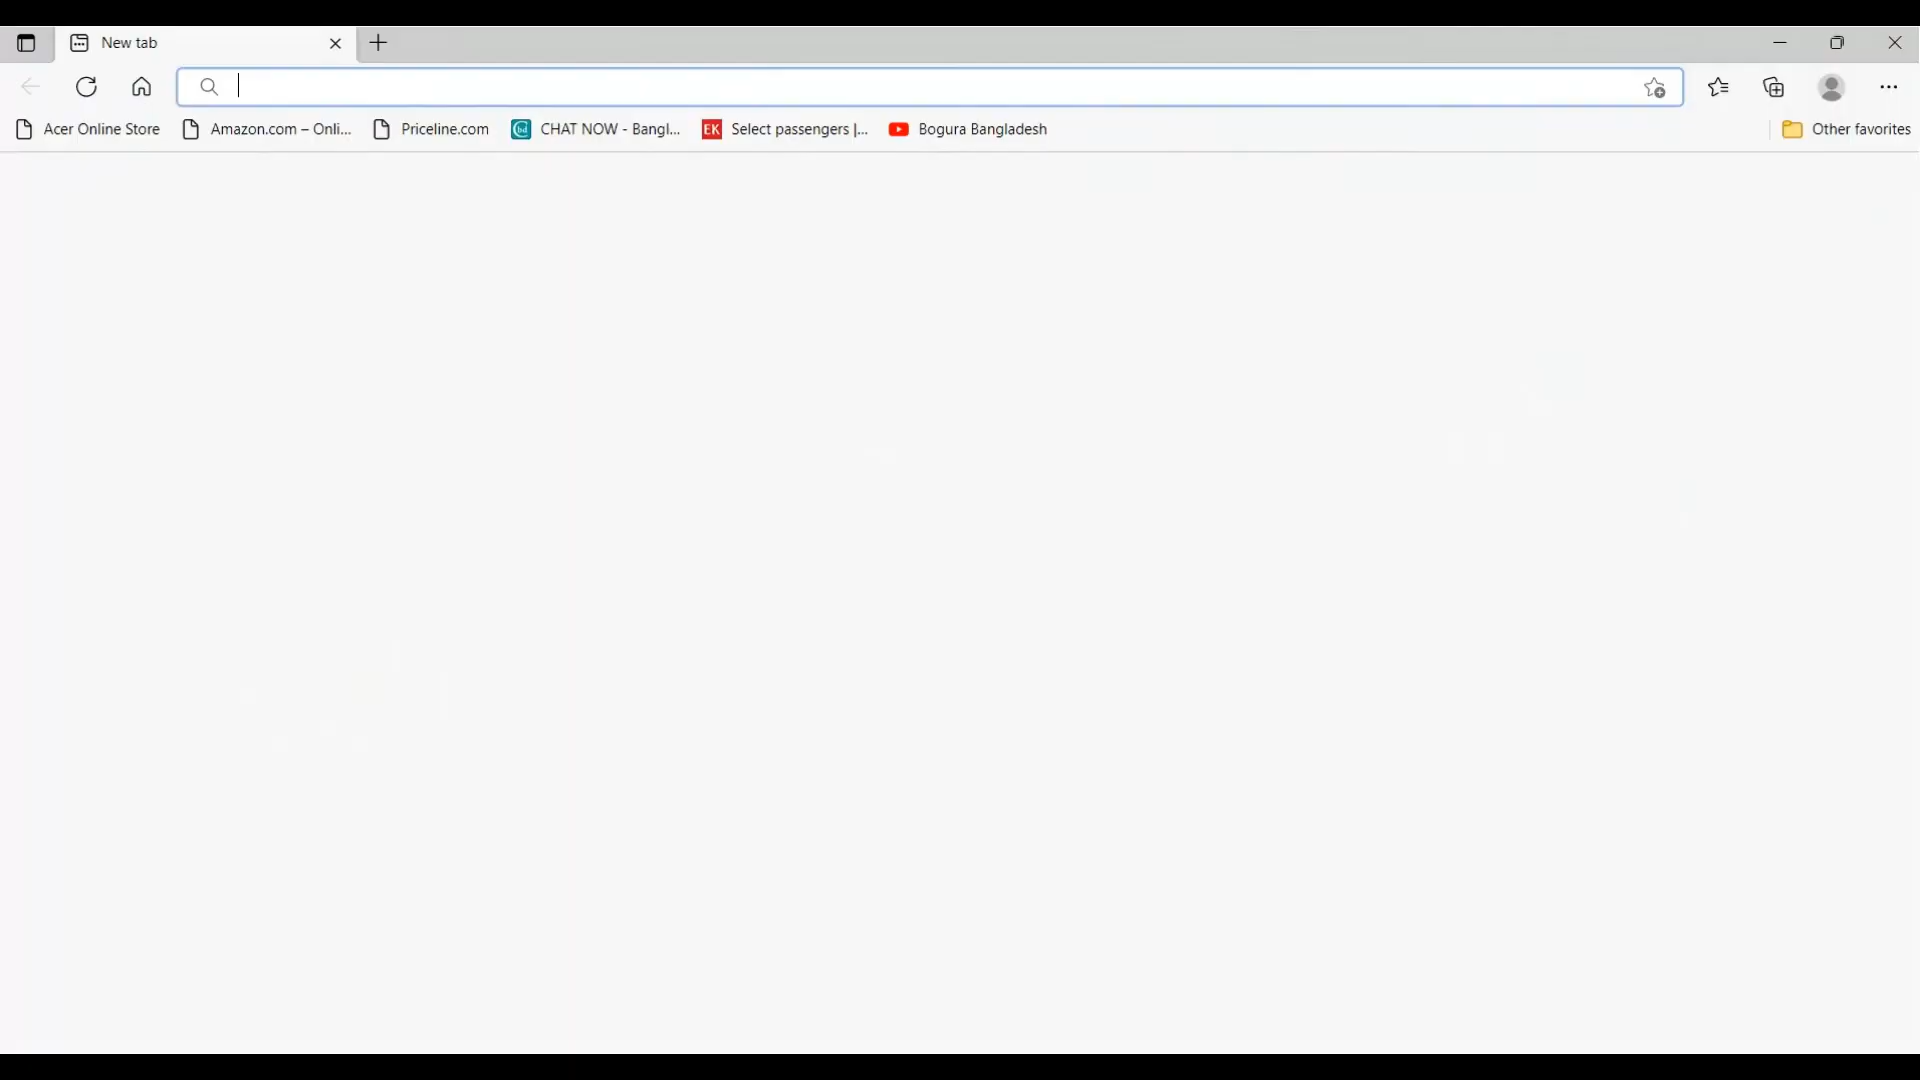 New tab
Acer Online Store Amazon.com – Onli... Priceline.com bd CHAT NOW - Bangl... EK Select passengers |... Bogura Bangladesh Other favorites